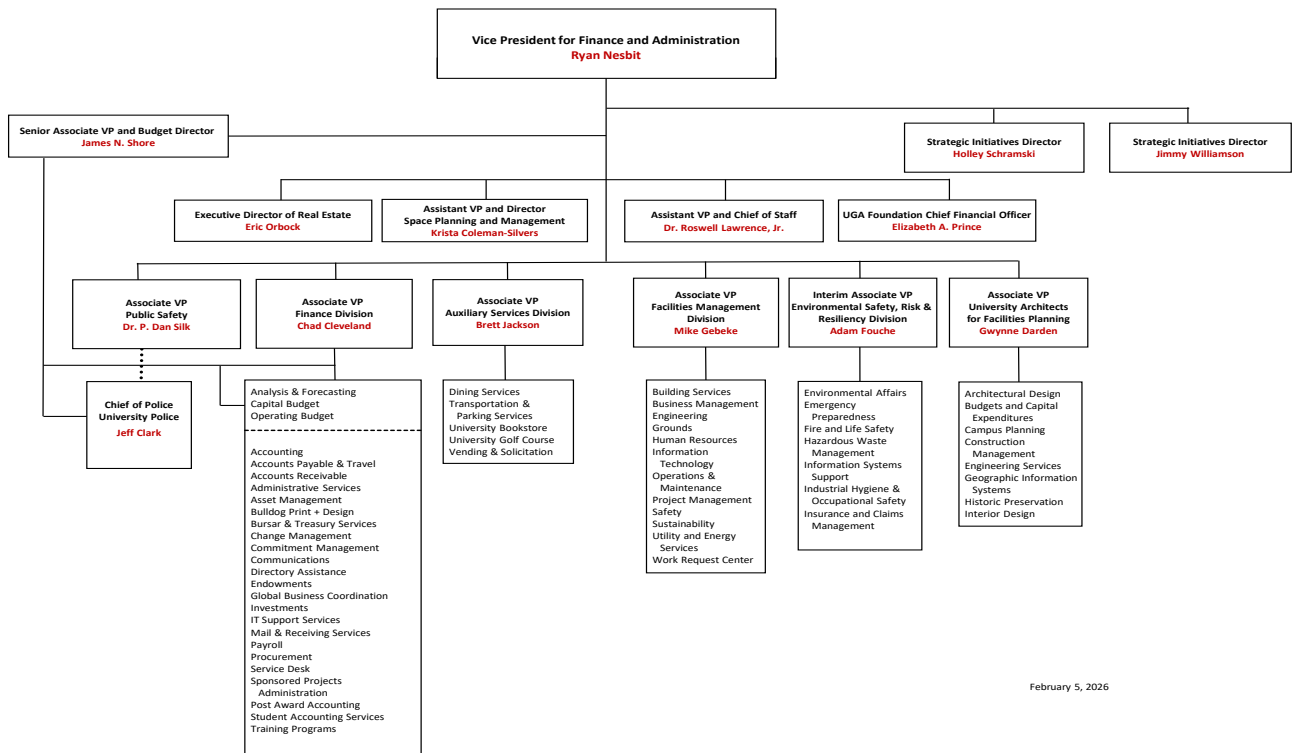 Vice President for Finance and Administration
Ryan Nesbit
Senior Associate VP and Budget Director
James N. Shore
Strategic Initiatives Director
Holley Schramski
Strategic Initiatives Director
Jimmy Williamson
Executive Director of Real Estate
Eric Orbock
Assistant VP and Director
Space Planning and Management
Krista Coleman-Silvers
Assistant VP and Chief of Staff
Dr. Roswell Lawrence, Jr.
UGA Foundation Chief Financial Officer
Elizabeth A. Prince
Associate VP
Public Safety
Dr. P. Dan Silk
Associate VP
Finance Division
Chad Cleveland
Associate VP
Auxiliary Services Division
Brett Jackson
Associate VP
Facilities Management
Division
Mike Gebeke
Interim Associate VP
Environmental Safety, Risk &
Resiliency Division
Adam Fouche
Associate VP
University Architects
for Facilities Planning
Gwynne Darden
Chief of Police
University Police
Jeff Clark
Analysis & Forecasting
Capital Budget
Operating Budget
Accounting
Accounts Payable & Travel
Accounts Receivable
Administrative Services
Asset Management
Bulldog Print + Design
Bursar & Treasury Services
Change Management
Commitment Management
Communications
Directory Assistance
Endowments
Global Business Coordination
Investments
IT Support Services
Mail & Receiving Services
Payroll
Procurement
Service Desk
Sponsored Projects
Administration
Post Award Accounting
Student Accounting Services
Training Programs
Dining Services
Transportation &
Parking Services
University Bookstore
University Golf Course
Vending & Solicitation
Building Services
Business Management
Engineering
Grounds
Human Resources
Information
Technology
Operations &
Maintenance
Project Management
Safety
Sustainability
Utility and Energy
Services
Work Request Center
Environmental Affairs
Emergency
Preparedness
Fire and Life Safety
Hazardous Waste
Management
Information Systems
Support
Industrial Hygiene &
Occupational Safety
Insurance and Claims
Management
Architectural Design
Budgets and Capital
Expenditures
Campus Planning
Construction
Management
Engineering Services
Geographic Information
Systems
Historic Preservation
Interior Design
February 5, 2026